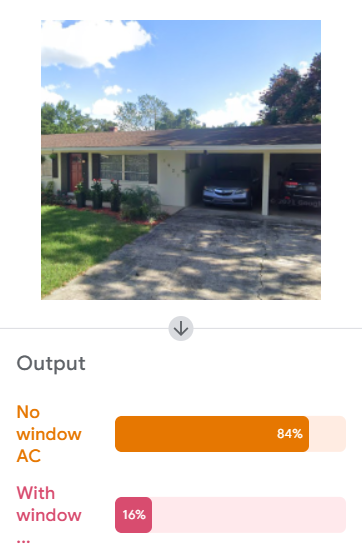 Output
No
window
AC
84%
With
window
...
16%